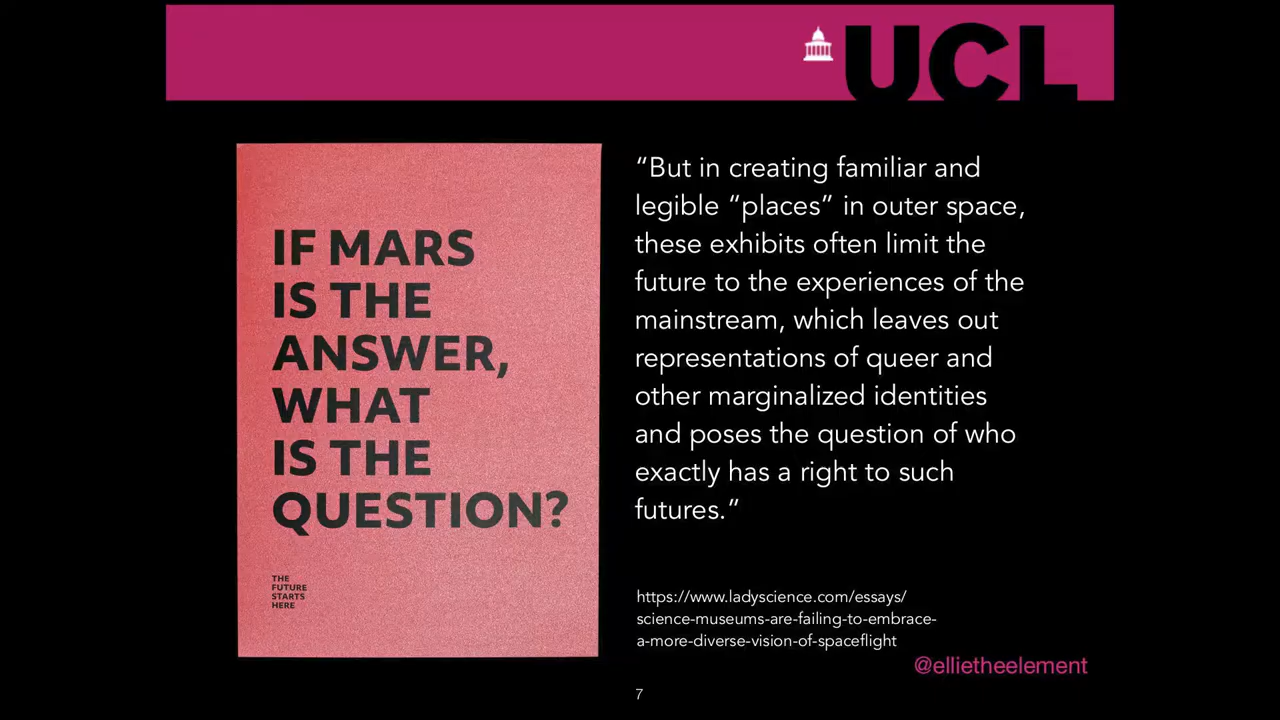 UCL
IF MARS
IS THE
ANSWER,
WHAT
IS THE
QUESTION?
THE
FUTURE
STARTS
HERE
“But in creating familiar and
legible “places” in outer space,
these exhibits often limit the
future to the experiences of the
mainstream, which leaves out
representations of queer and
other marginalized identities
and poses the question of who
exactly has a right to such
futures.”
https://www.ladyscience.com/essays/
science-museums-are-failing-to-embrace-
a-more-diverse-vision-of-spaceflight
@ellietheelement
7